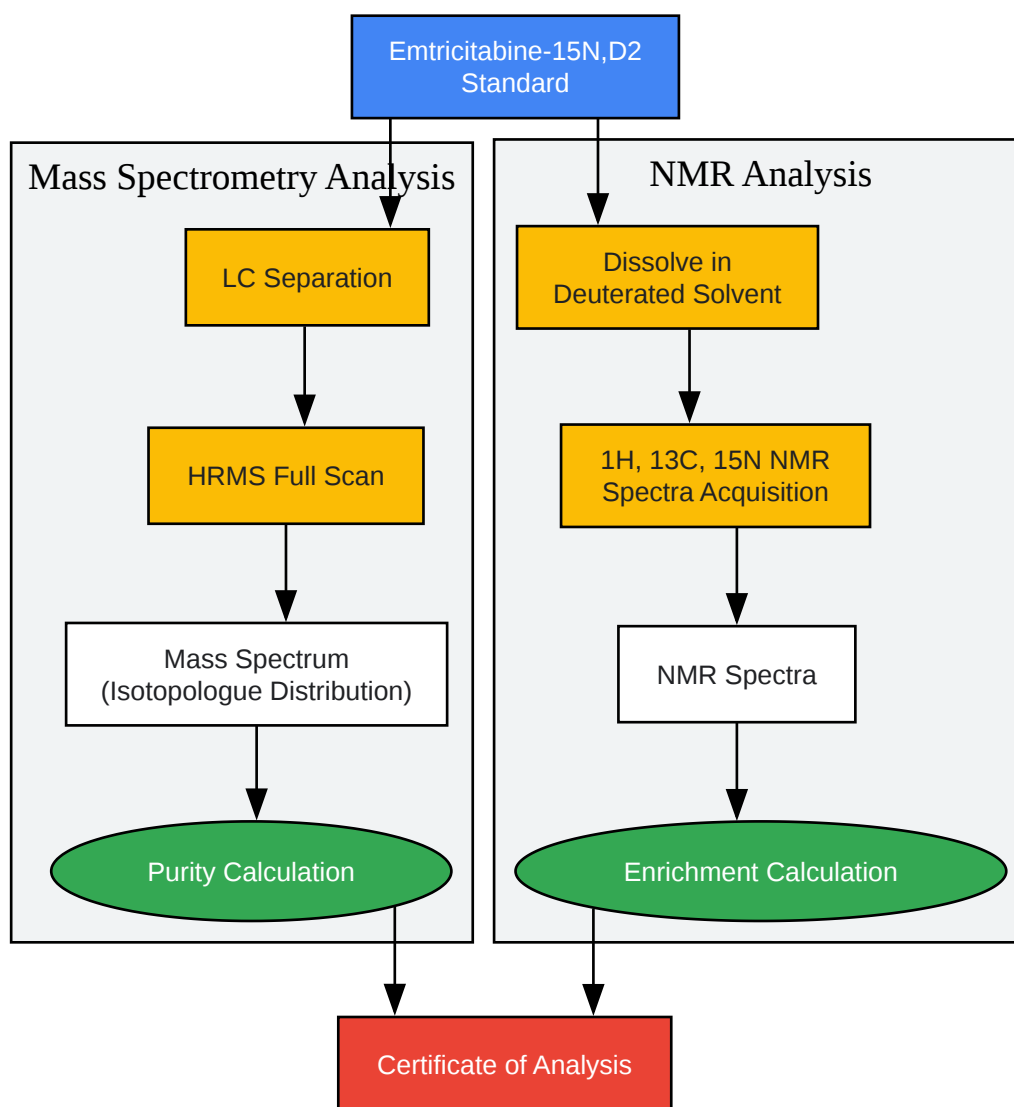 Emtricitabine-15N,D2
Standard
Mass Spectrometry Analysis
LC Separation
HRMS Full Scan
Mass Spectrum
(Isotopologue Distribution)
Purity Calculation
NMR Analysis
Dissolve in
Deuterated Solvent
1H, 13C, 15N NMR
Spectra Acquisition
NMR Spectra
Enrichment Calculation
Certificate of Analysis